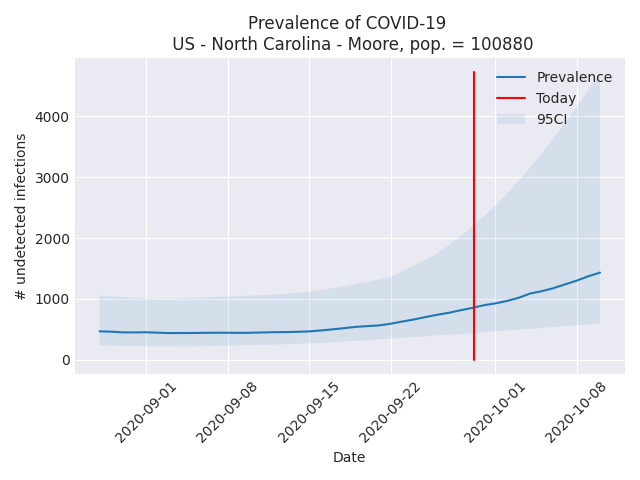 Prevalence of COVID-19
US - North Carolina - Moore, pop. = 100880
Prevalence
Today
95CI
# undetected infections
4000
3000
2000
1000
0
2020-09-01
2020-09-08
2020-09-15
2020-09-22
2020-10-01
2020-10-08
Date